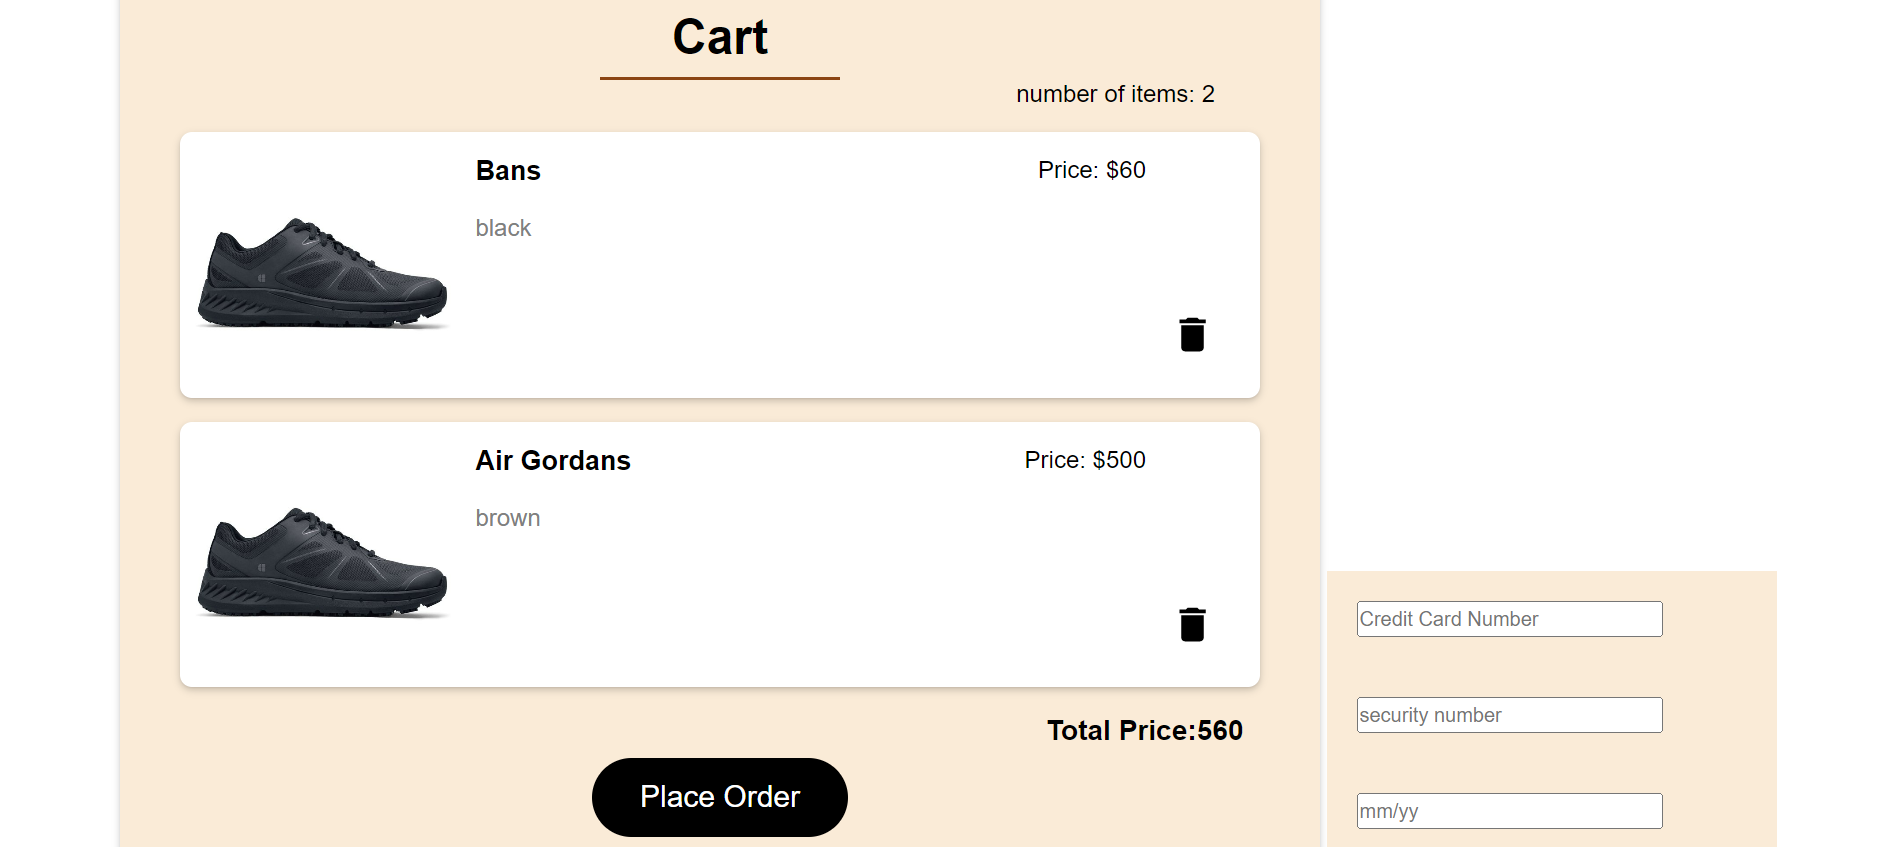 Cart
number of items: 2
Bans
Price: $60
black
Air Gordans
Price: $500
brown
Total Price:560
Place Order
Credit Card Number
security number
mm/yy